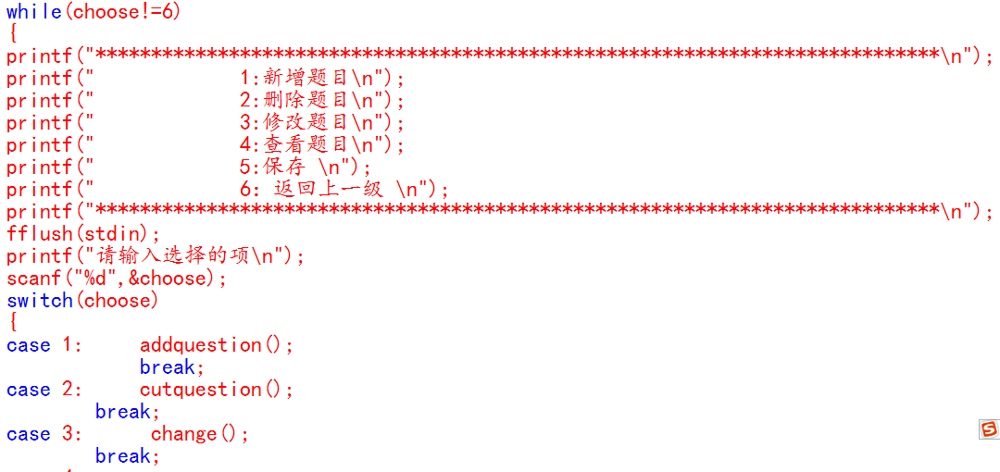 while(choose!=6)
{
printf("****************************************************************************\n");
printf("             1:新增题目\n");
printf("             2:删除题目\n");
printf("             3:修改题目\n");
printf("             4:查看题目\n");
printf("             5:保存 \n");
printf("             6: 返回上一级 \n");
printf("****************************************************************************\n");
fflush(stdin);
printf("请输入选择的项\n");
scanf("%d",&choose);
switch(choose)
{
case 1:     addquestion();
            break;
case 2:     cutquestion();
        break;
case 3:      change();
        break;